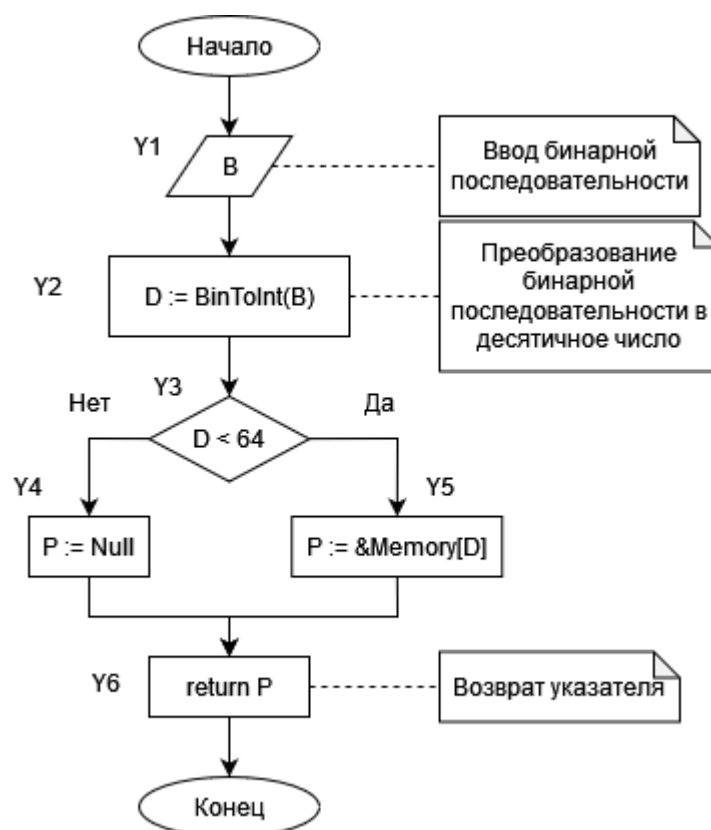 Начало
Y1
B
Ввод бинарной
последовательности
Y2
D := BinToInt(B)
Преобразование
бинарной
последовательности в
десятичное число
Y3
Нет
Да
D < 64
Y4
Y5
P := Null
P := &Memory[D]
Y6
return P
Возврат указателя
Конец